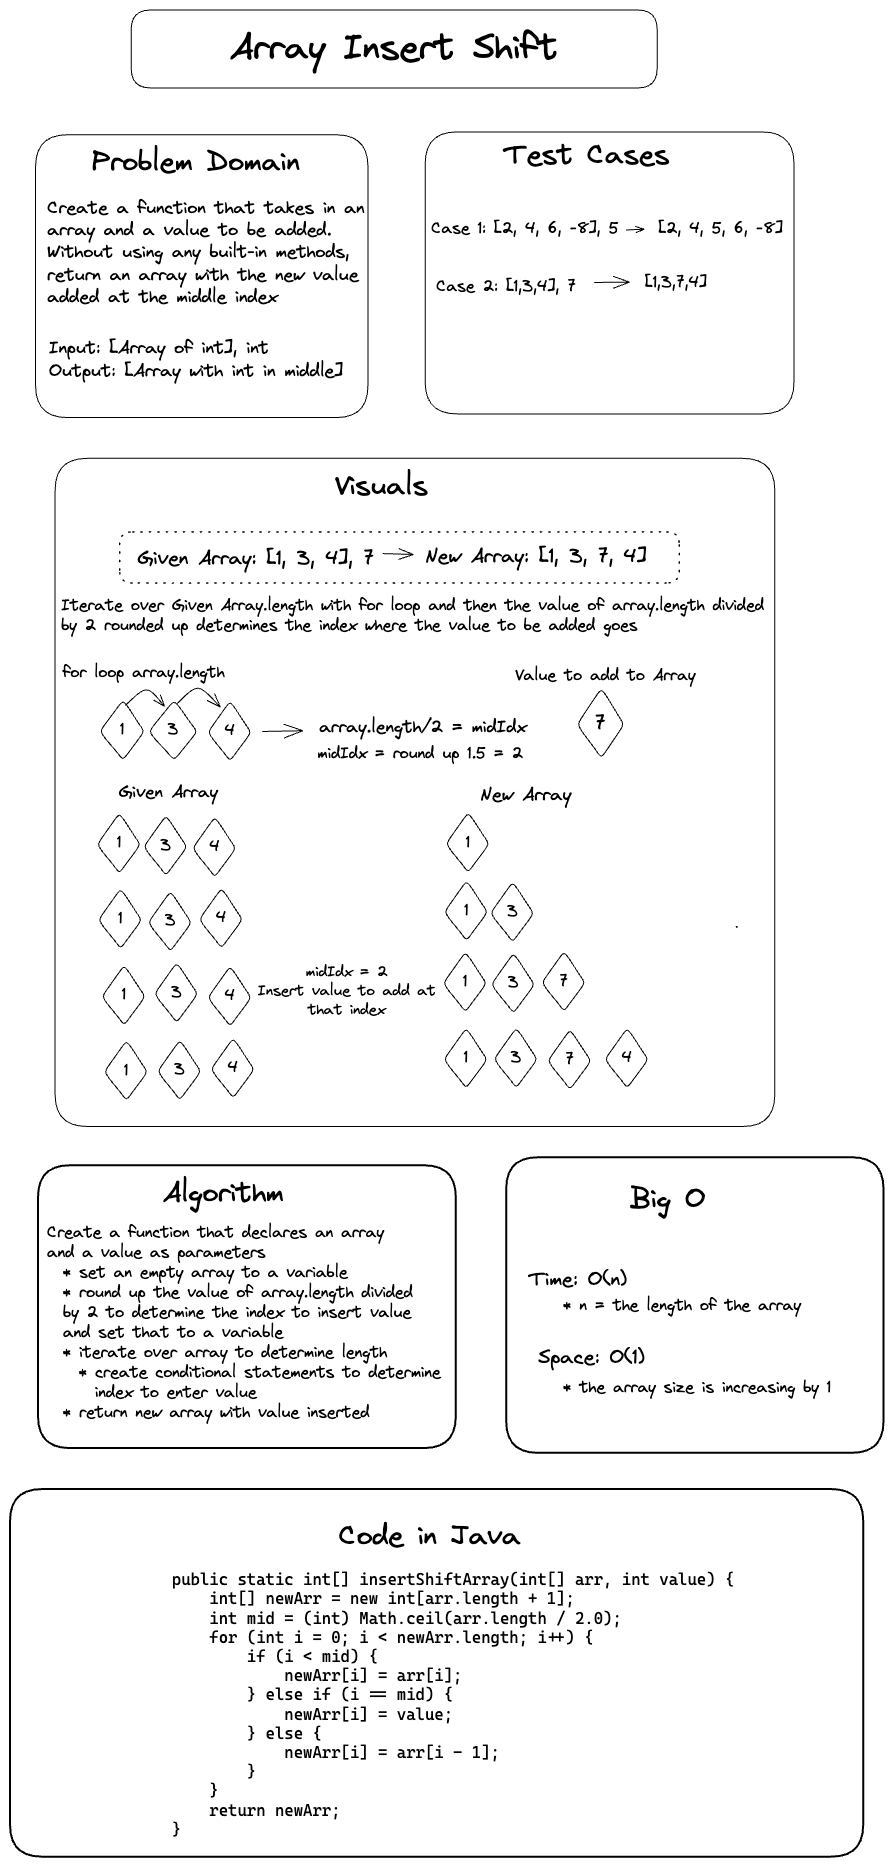 Array Insert Shift
Problem Domain
Create a function that takes in an
array and a value to be added.
Without using any built-in methods,
return an array with the new value
added at the middle index
Input: [Array of int], int
Output: [Array with int in middle]
Test Cases
Case 1: [2, 4, 6, -8], 5 → [2, 4, 5, 6, -8]
Case 2: [1,3,4], 7 → [1,3,7,4]
Visuals
Given Array: [1, 3, 4], 7 → New Array: [1, 3, 7, 4]
Iterate over Given Array.length with for loop and then the value of array.length divided
by 2 rounded up determines the index where the value to be added goes
for loop array.length
1 3 4
array.length/2 = midIdx
midIdx = round up 1.5 = 2
Value to add to Array
7
Given Array
New Array
1 3 4
1
1 3 4
1 3
1 3 4
midIdx = 2
Insert value to add at
that index
1 3 7
1 3 4
1 3 7 4
Algorithm
Create a function that declares an array
and a value as parameters
* set an empty array to a variable
* round up the value of array.length divided
by 2 to determine the index to insert value
and set that to a variable
* iterate over array to determine length
* create conditional statements to determine
index to enter value
* return new array with value inserted
Big O
Time: O(n)
* n = the length of the array
Space: O(1)
* the array size is increasing by 1
Code in Java
public static int[] insertShiftArray(int[] arr, int value) {
int[] newArr = new int[arr.length + 1];
int mid = (int) Math.ceil(arr.length / 2.0);
for (int i = 0; i < newArr.length; i++) {
if (i < mid) {
newArr[i] = arr[i];
} else if (i == mid) {
newArr[i] = value;
} else {
newArr[i] = arr[i - 1];
}
}
return newArr;
}